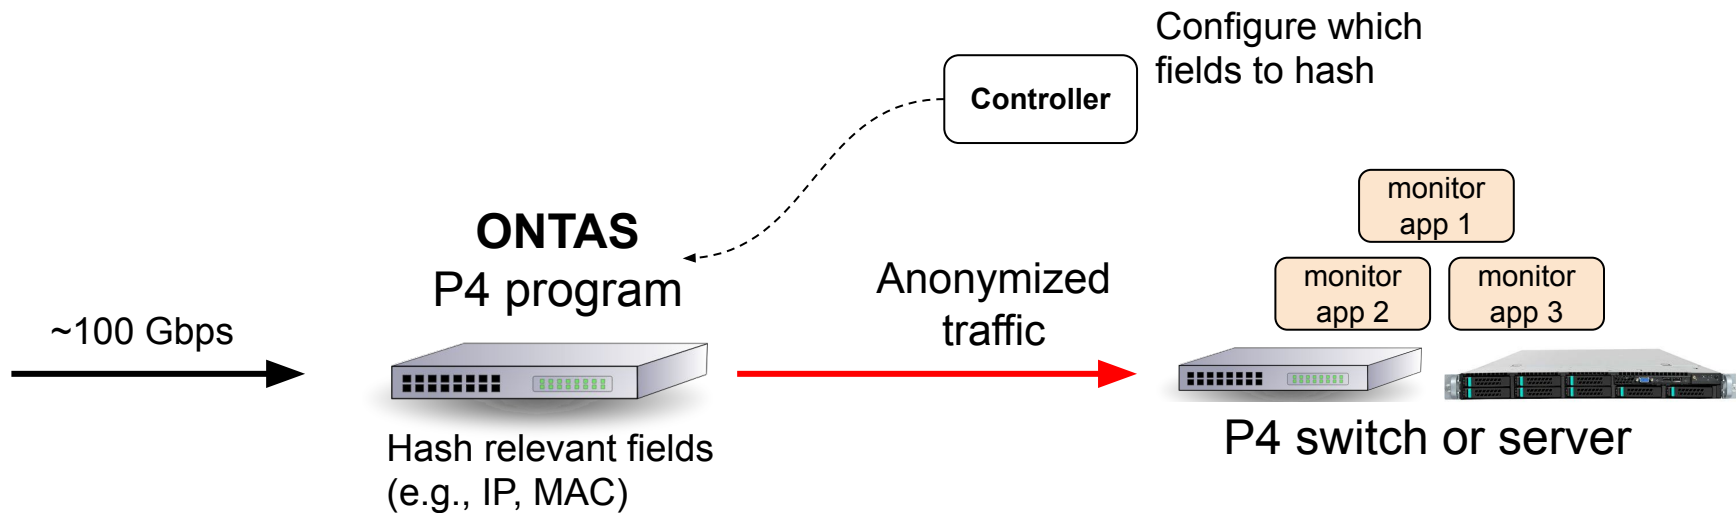 Configure which
fields to hash
Controller
monitor
app 1
ONTAS
P4 program
Anonymized
traffic
monitor
app 2
monitor
app 3
~100 Gbps
P4 switch or server
Hash relevant fields
(e.g., IP, MAC)